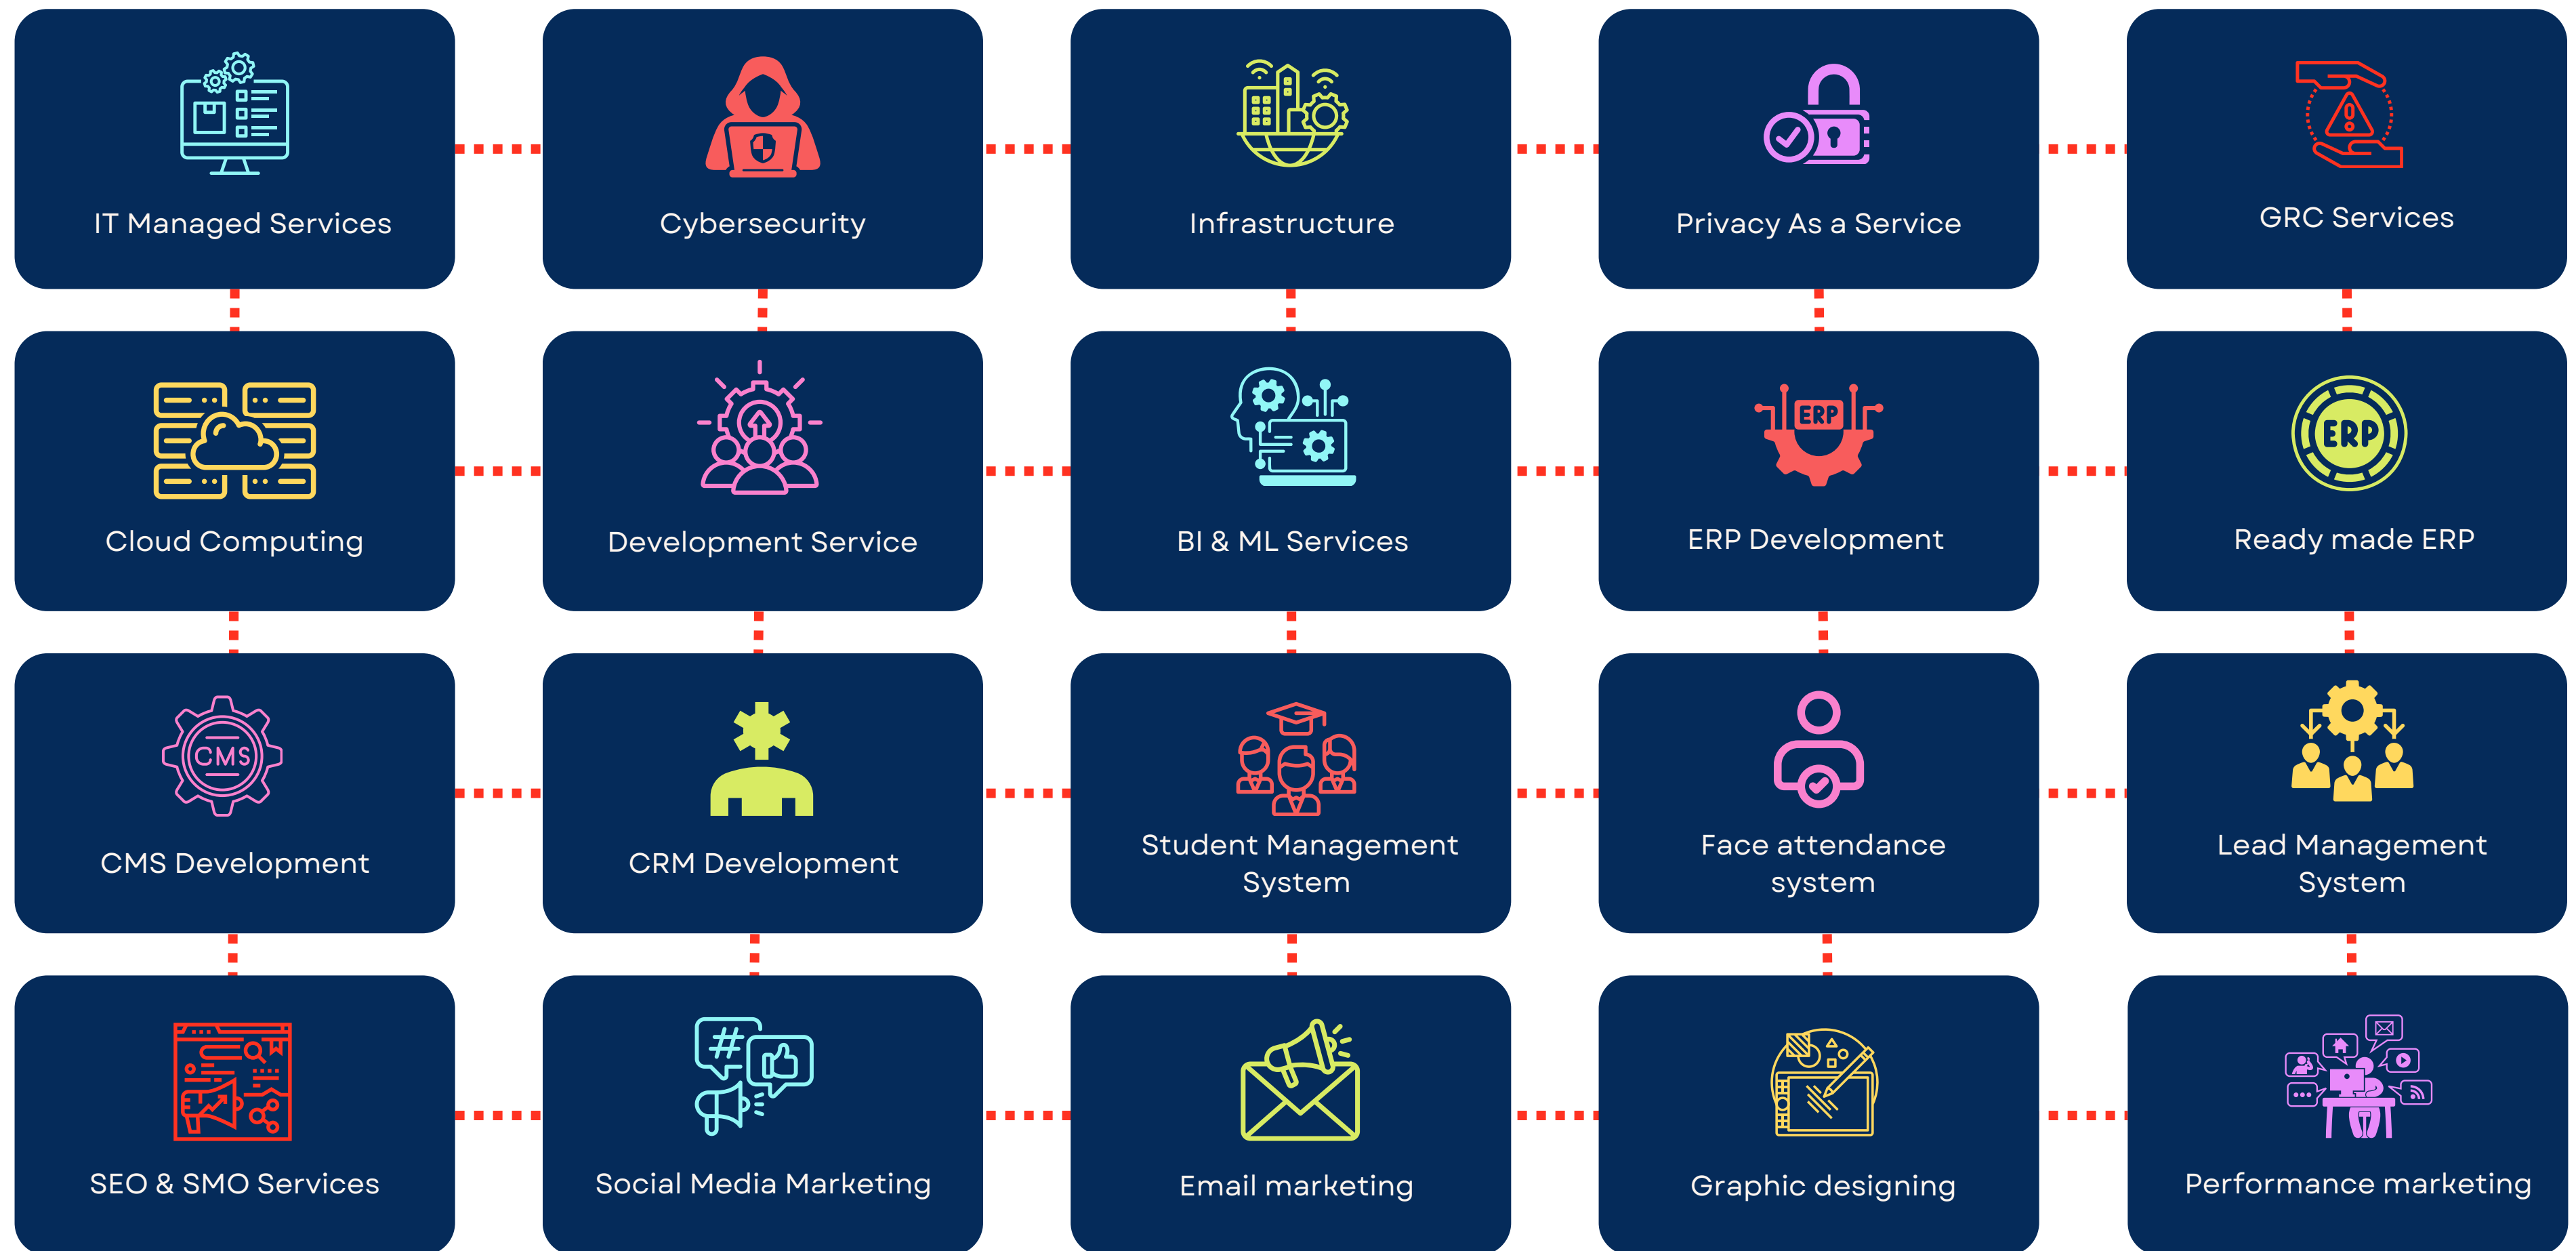 IT Managed Services
Cybersecurity
Infrastructure
Privacy As a Service
GRC Services
Cloud Computing
Development Service
BI & ML Services
ERP
ERP Development
ERP
Ready made ERP
CMS
CMS Development
CRM Development
Student Management
System
Face attendance
system
Lead Management
System
SEO & SMO Services
#
Social Media Marketing
Email marketing
Graphic designing
Performance marketing